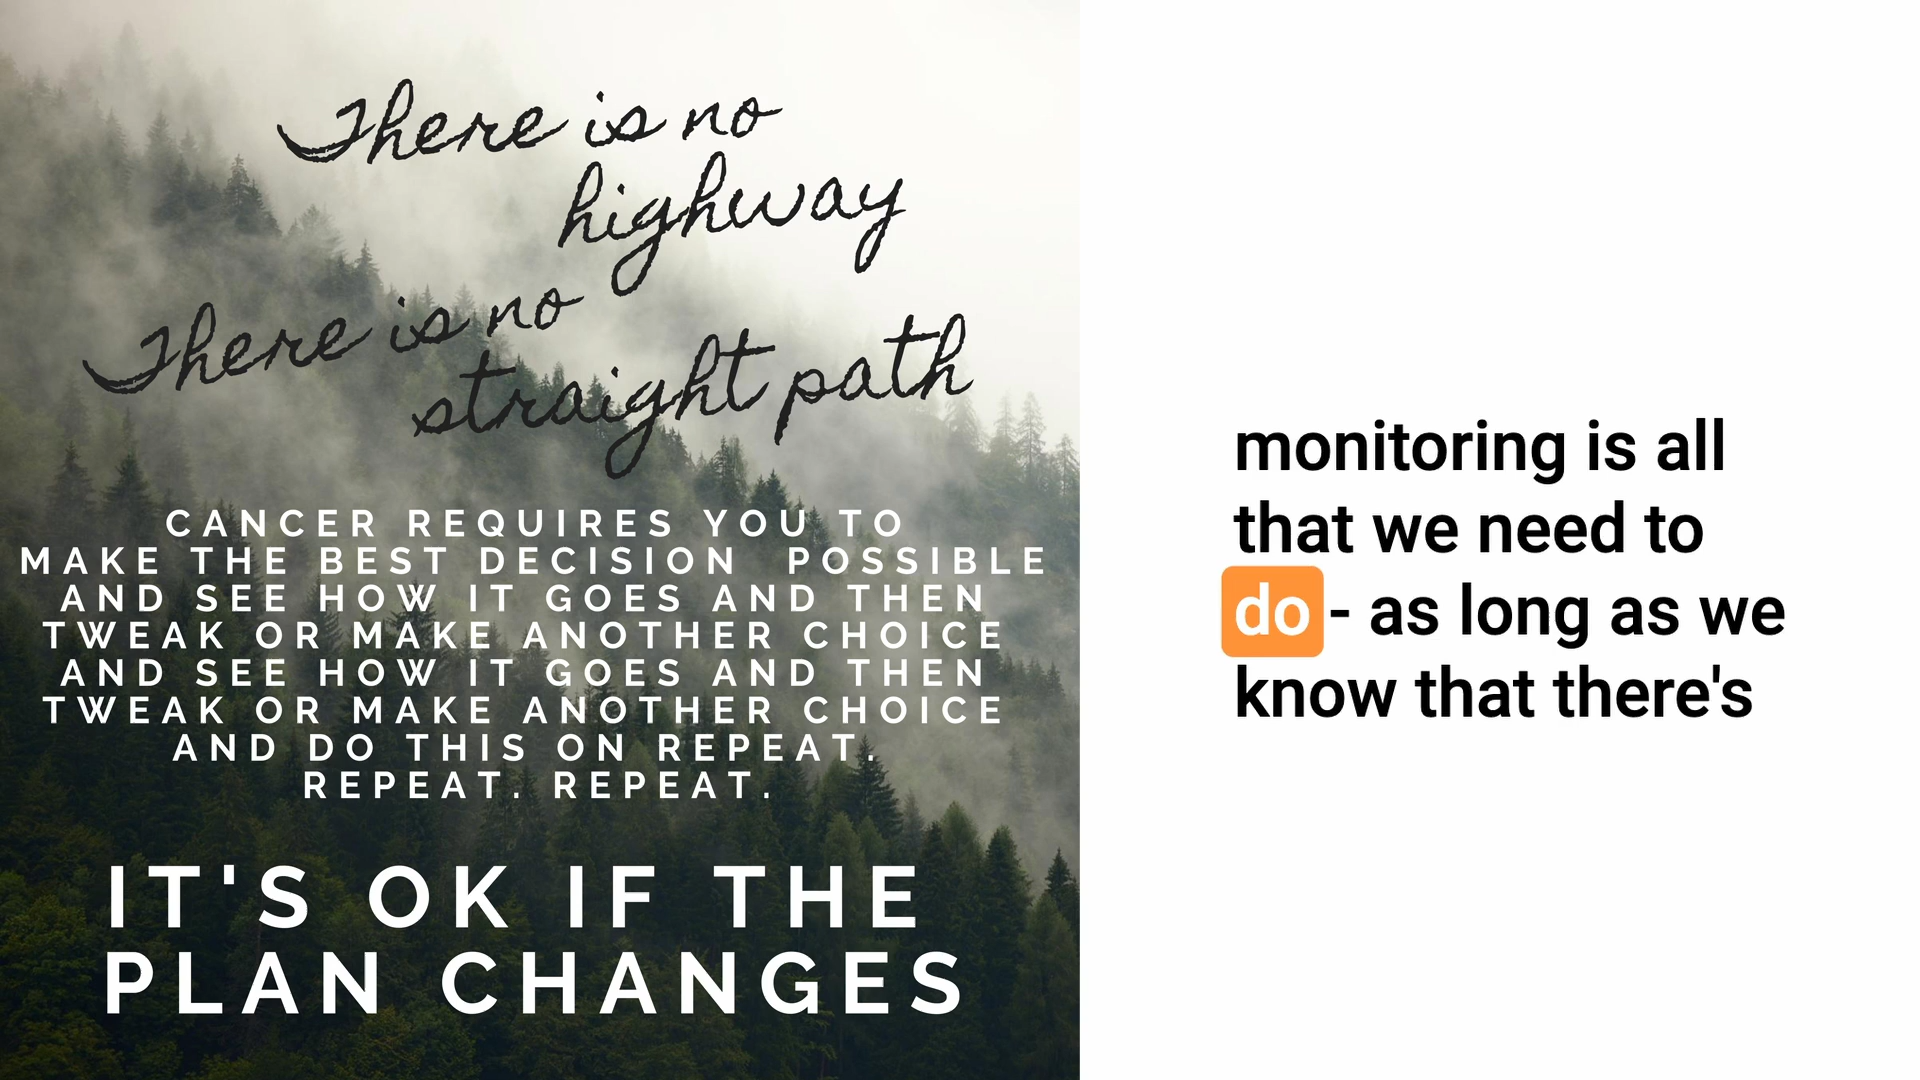 There is no
highway
There is no
straight path
CANCER REQUIRES YOU TO
MAKE THE BEST DECISION POSSIBLE
AND SEE HOW IT GOES AND THEN
TWEAK OR MAKE ANOTHER CHOICE
AND SEE HOW IT GOES AND THEN
TWEAK OR MAKE ANOTHER CHOICE
AND DO THIS ON REPEAT.
REPEAT. REPEAT.
IT'S OK IF THE
PLAN CHANGES
monitoring is all
that we need to
do - as long as we
know that there's